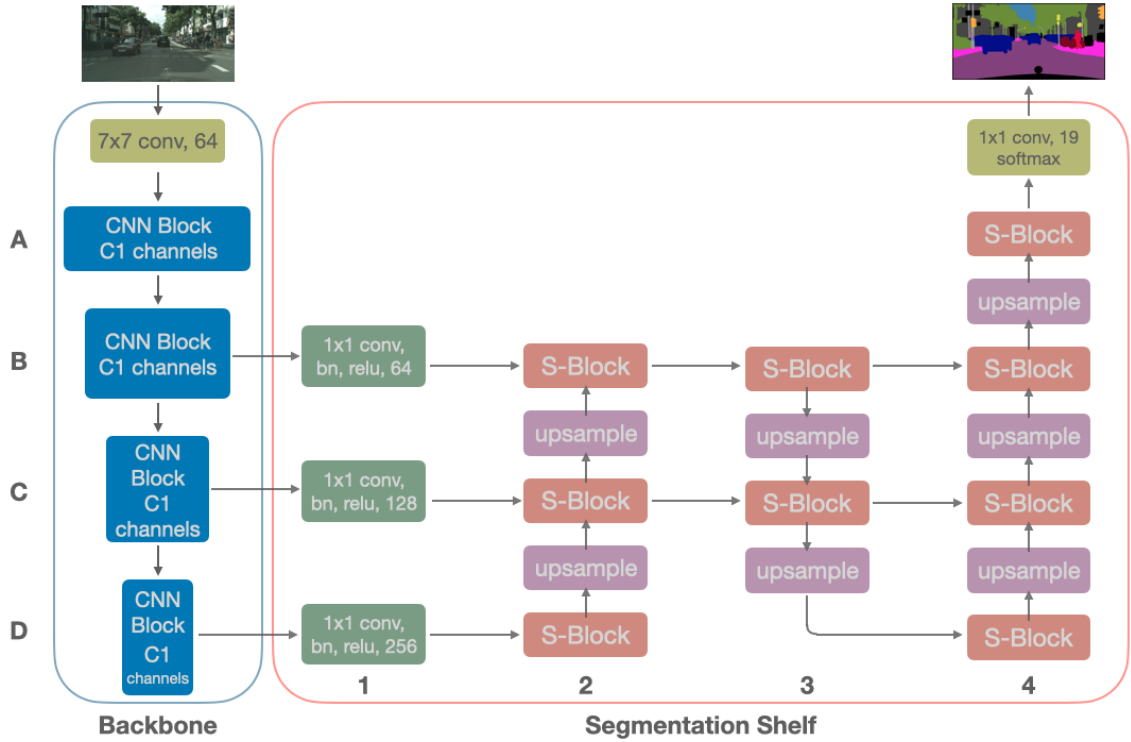 7x7 conv, 64
1x1 conv, 19
softmax
A
CNN Block
C1 channels
S-Block
upsample
B
CNN Block
C1 channels
1x1 conv,
bn, relu, 64
S-Block
S-Block
S-Block
upsample
upsample
upsample
C
CNN
Block
C1
channels
1x1 conv,
bn, relu, 128
S-Block
S-Block
S-Block
upsample
upsample
upsample
D
CNN
Block
C1
channels
1x1 conv,
bn, relu, 256
S-Block
S-Block
1
2
3
4
Backbone
Segmentation Shelf